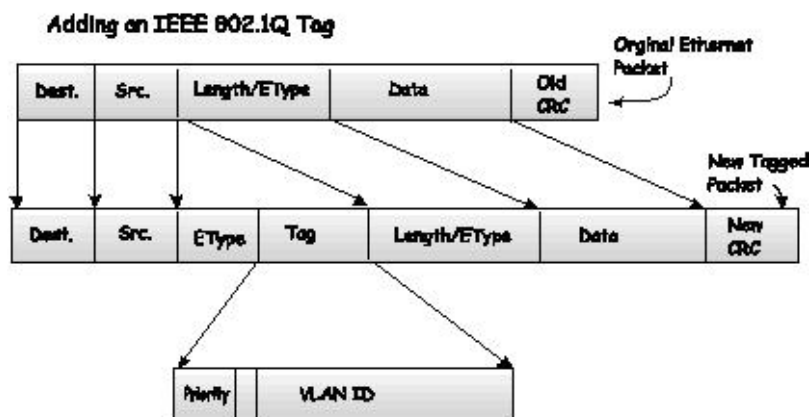 Adding an IEEE 802.1Q Tag
Orginal Ethernet
Packet
Dest.
Src.
Length/EType
Data
Old
CRC
New Tagged
Packet
Dest.
Src.
EType
Tag
Length/EType
Data
New
CRC
Priority
VLAN ID